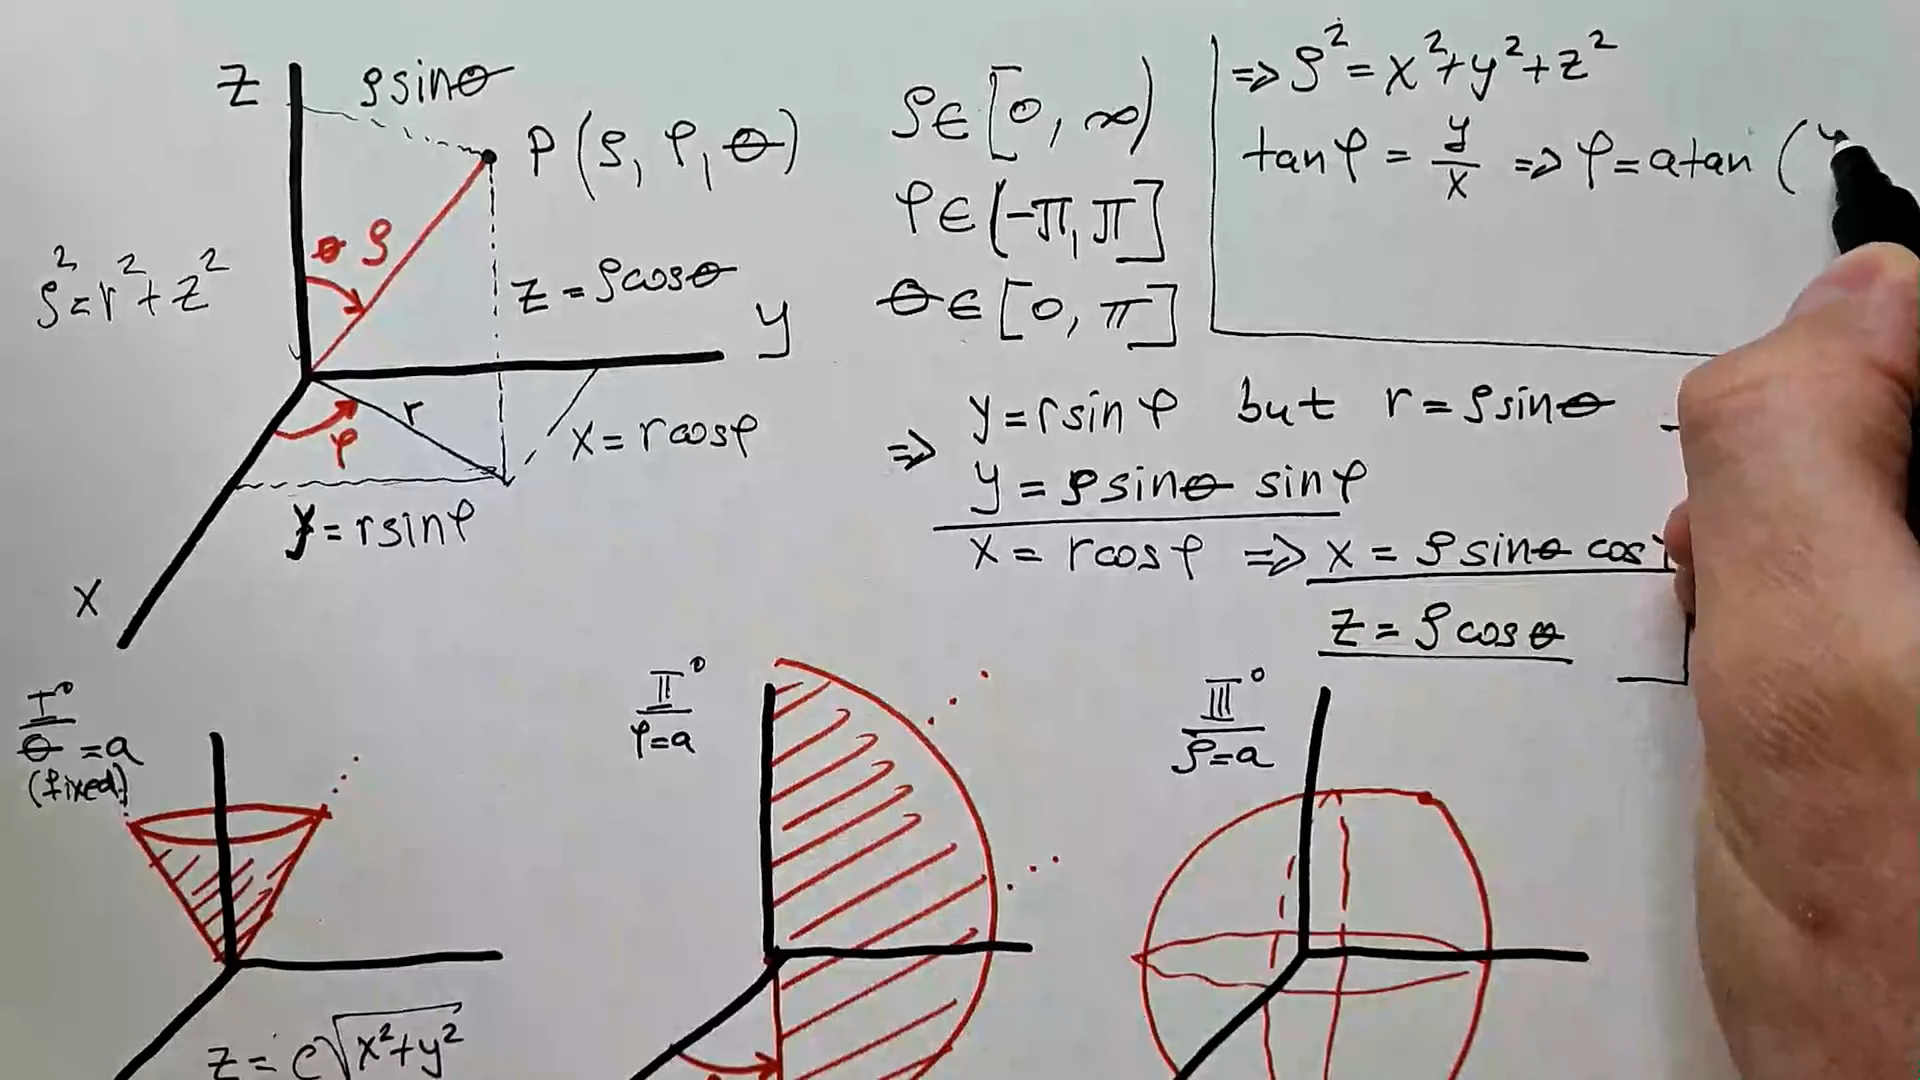 z
ρsinθ
P(ρ, φ, θ)
θ ρ
ρ²=r²+z²
z=ρcosθ
y
r
φ
x=rcosφ
y=rsinφ
x
ρ∈[0, ∞)
φ∈(-π, π]
θ∈[0, π]
⇒ρ²=x²+y²+z²
tanφ = y/x ⇒ φ=atan (
⇒ y=rsinφ but r=ρsinθ
y=ρsinθ sinφ
x=rcosφ ⇒ x=ρsinθ cos
z=ρcosθ
I°
θ=a
(fixed)
z=c√x²+y²
II°
φ=a
III°
ρ=a